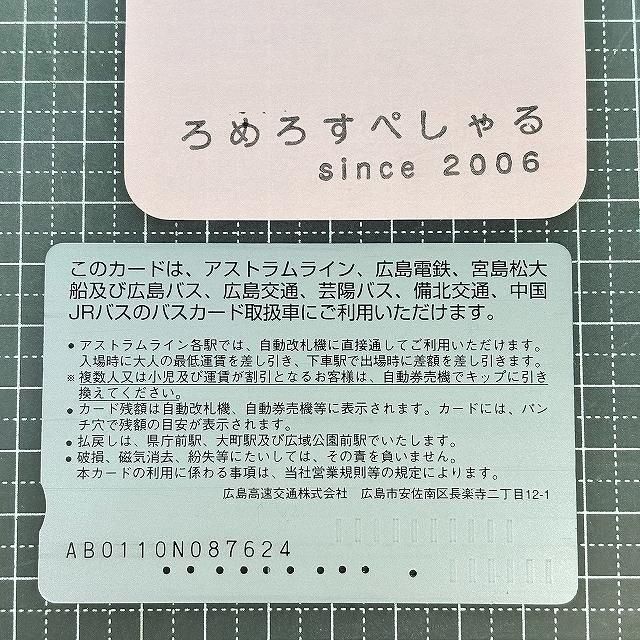 ろめろすぺしゃる
since 2006
このカードは、アストラムライン、広島電鉄、宮島松大
船及び広島バス、広島交通、芸陽バス、備北交通、中国
JRバスのバスカード取扱車にご利用いただけます。
●アストラムライン各駅では、自動改札機に直接通してご利用いただけます。
入場時に大人の最低運賃を差し引き、下車駅で出場時に差額を差し引きます。
※複数人又は小児及び運賃が割引となるお客様は、自動券売機でキップに引き
換えてください。
●カード残額は自動改札機、自動券売機等に表示されます。カードには、パン
チ穴で残額の目安が表示されます。
●払戻しは、県庁前駅、大町駅及び広域公園前駅でいたします。
●破損、磁気消去、紛失等にたいしては、その責を負いません。
本カードの利用に係わる事項は、当社営業規則等の規定によります。
広島高速交通株式会社 広島市安佐南区長楽寺二丁目12-1
AB0110N087624